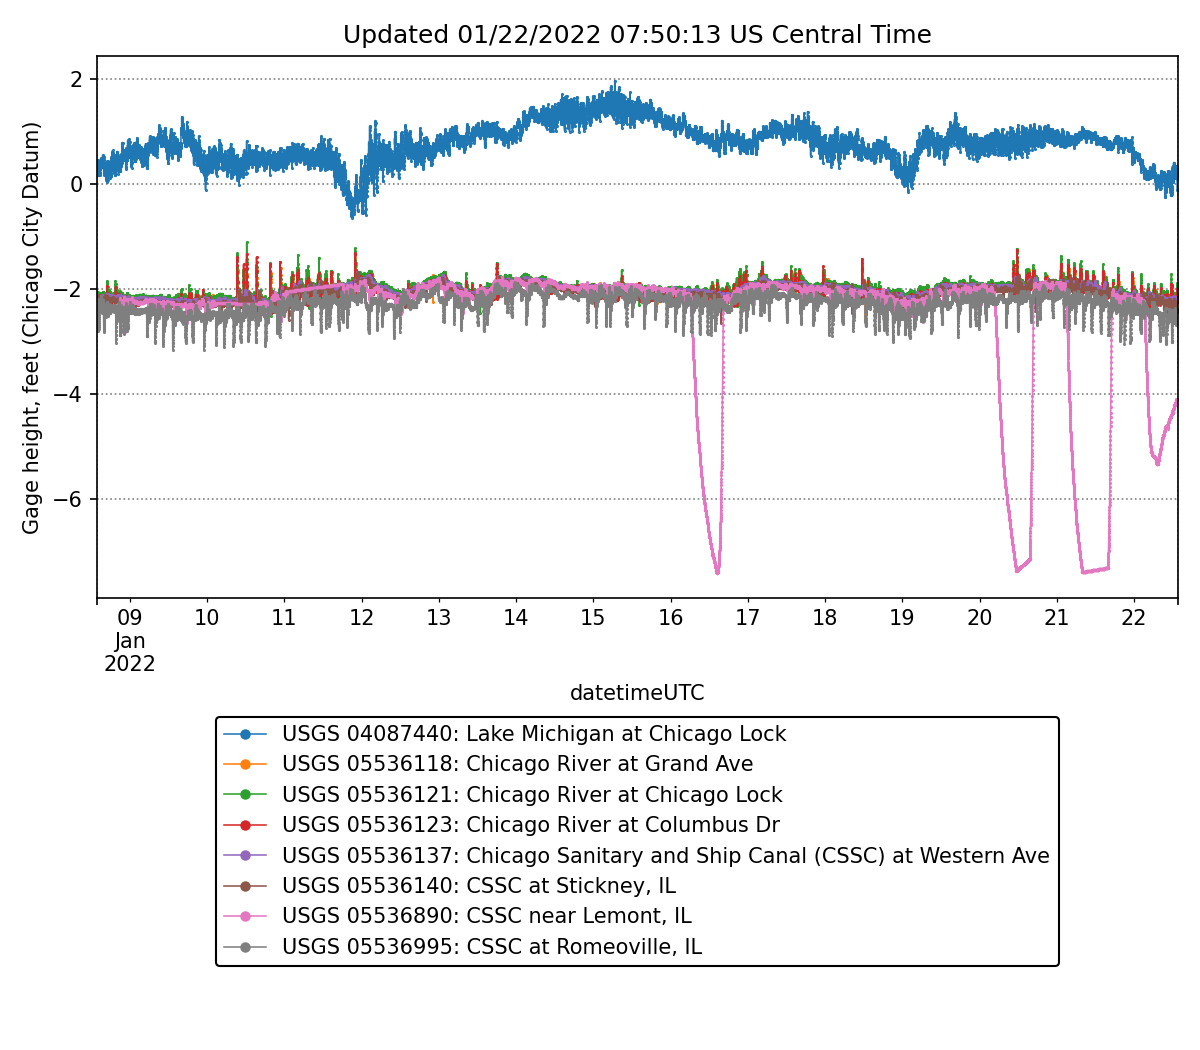 Updated 01/22/2022 07:50:13 US Central Time
Gage height, feet (Chicago City Datum)
2
0
−2
−4
−6
09 10 11 12 13 14 15 16 17 18 19 20 21 22
Jan
2022
datetimeUTC
USGS 04087440: Lake Michigan at Chicago Lock
USGS 05536118: Chicago River at Grand Ave
USGS 05536121: Chicago River at Chicago Lock
USGS 05536123: Chicago River at Columbus Dr
USGS 05536137: Chicago Sanitary and Ship Canal (CSSC) at Western Ave
USGS 05536140: CSSC at Stickney, IL
USGS 05536890: CSSC near Lemont, IL
USGS 05536995: CSSC at Romeoville, IL